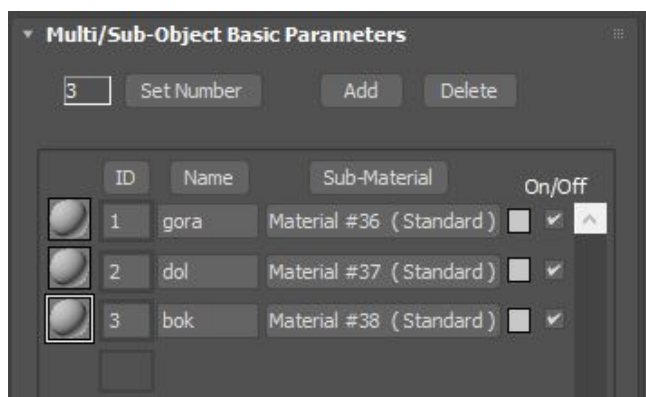 Multi/Sub-Object Basic Parameters
3 Set Number Add Delete
ID Name Sub-Material On/Off
1 gora Material #36 (Standard)
2 dol Material #37 (Standard)
3 bok Material #38 (Standard)